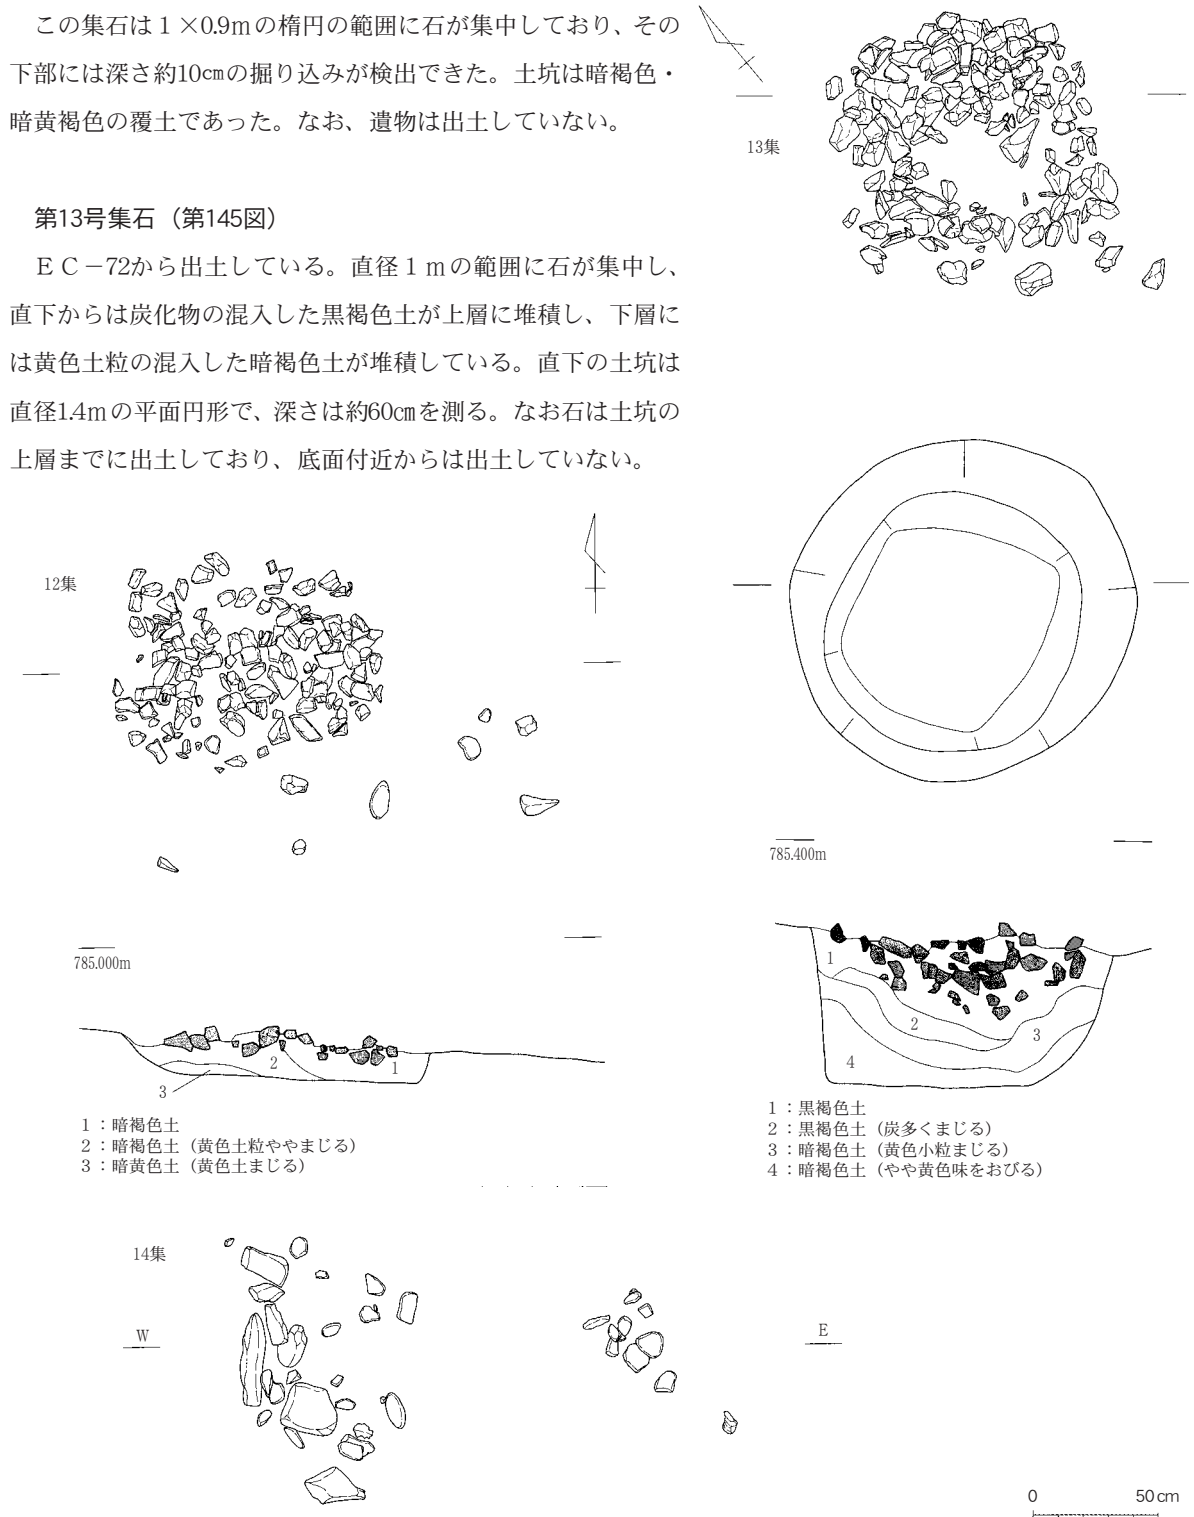 この集石は１×0.9mの楕円の範囲に石が集中しており、その
下部には深さ約10㎝の掘り込みが検出できた。土坑は暗褐色・
暗黄褐色の覆土であった。なお、遺物は出土していない。
第13号集石（第145図）
ＥＣ－72から出土している。直径１ｍの範囲に石が集中し、
直下からは炭化物の混入した黒褐色土が上層に堆積し、下層に
は黄色土粒の混入した暗褐色土が堆積している。直下の土坑は
直径1.4mの平面円形で、深さは約60㎝を測る。なお石は土坑の
上層までに出土しており、底面付近からは出土していない。
13集
12集
785.400m
1
2
3
4
1：黒褐色土
2：黒褐色土（炭多くまじる）
3：暗褐色土（黄色小粒まじる）
4：暗褐色土（やや黄色味をおびる）
785.000m
2
1
3
1：暗褐色土
2：暗褐色土（黄色土粒ややまじる）
3：暗黄色土（黄色土まじる）
14集
W
E
0 50cm